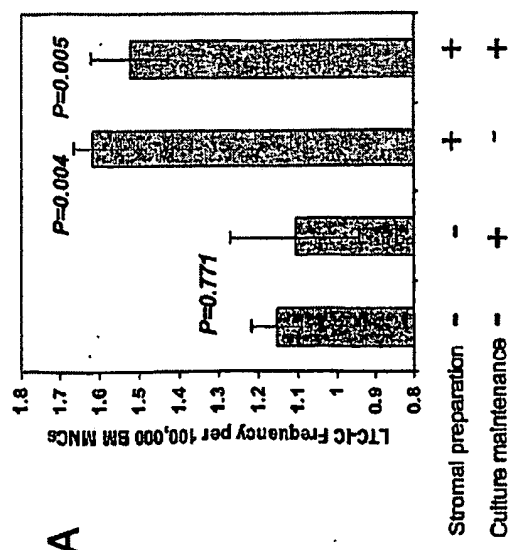 A
LTC-IC Frequency per 100,000 BM MNCs
1.8
1.7
1.6
1.5
1.4
1.3
1.2
1.1
1
0.9
0.8
P=0.771
P=0.004
P=0.005
Stromal preparation - - + +
Culture maintenance - + - +